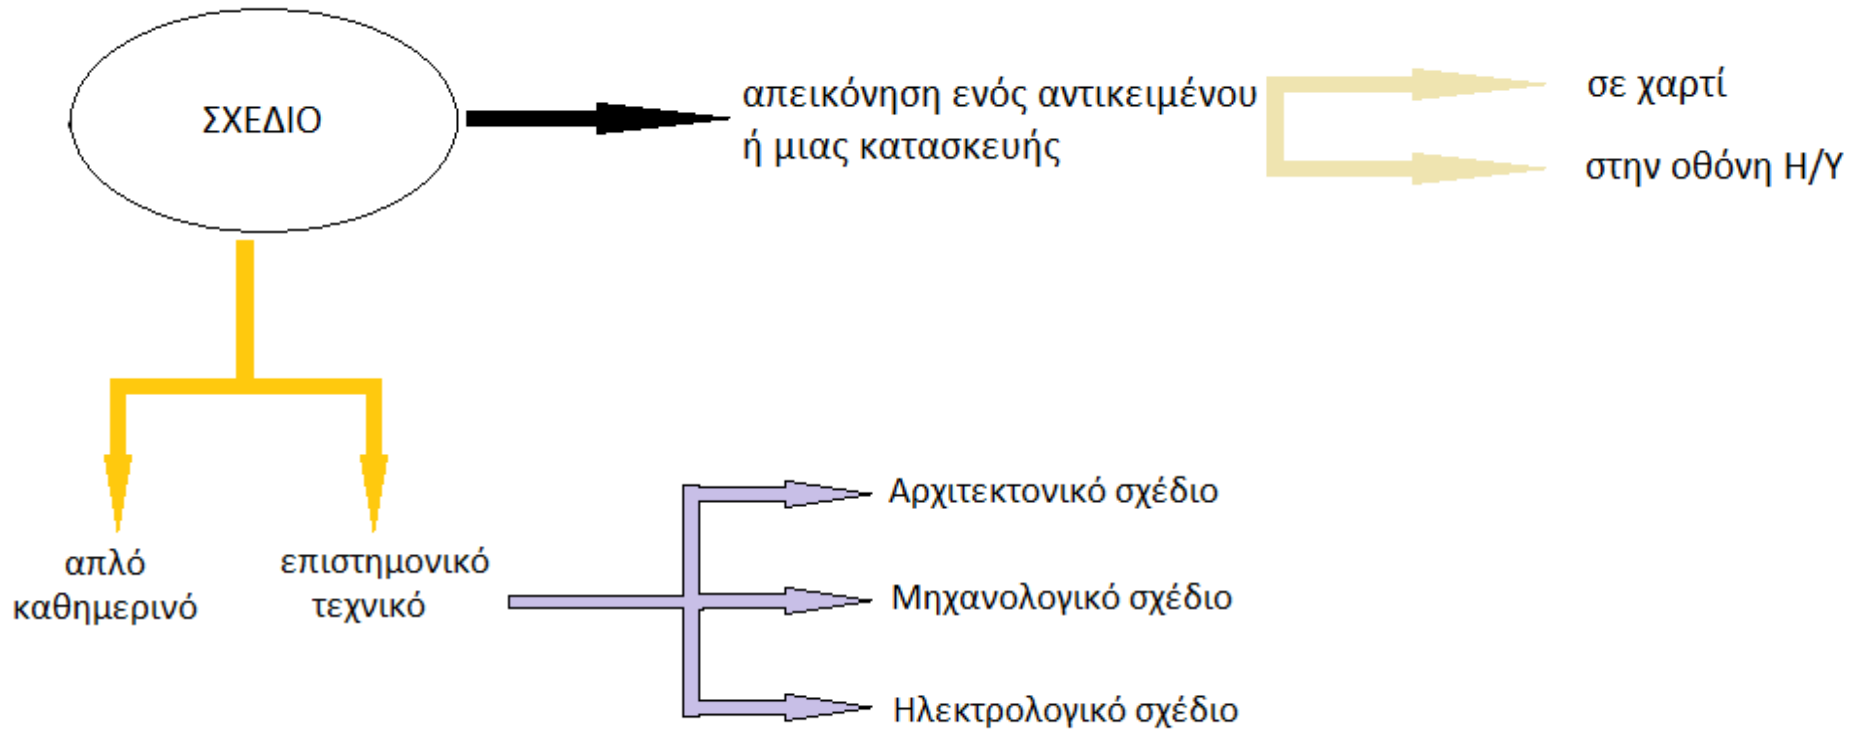 ΣΧΕΔΙΟ
απεικόνηση ενός αντικειμένου
ή μιας κατασκευής
σε χαρτί
στην οθόνη Η/Υ
απλό
καθημερινό
επιστημονικό
τεχνικό
Αρχιτεκτονικό σχέδιο
Μηχανολογικό σχέδιο
Ηλεκτρολογικό σχέδιο